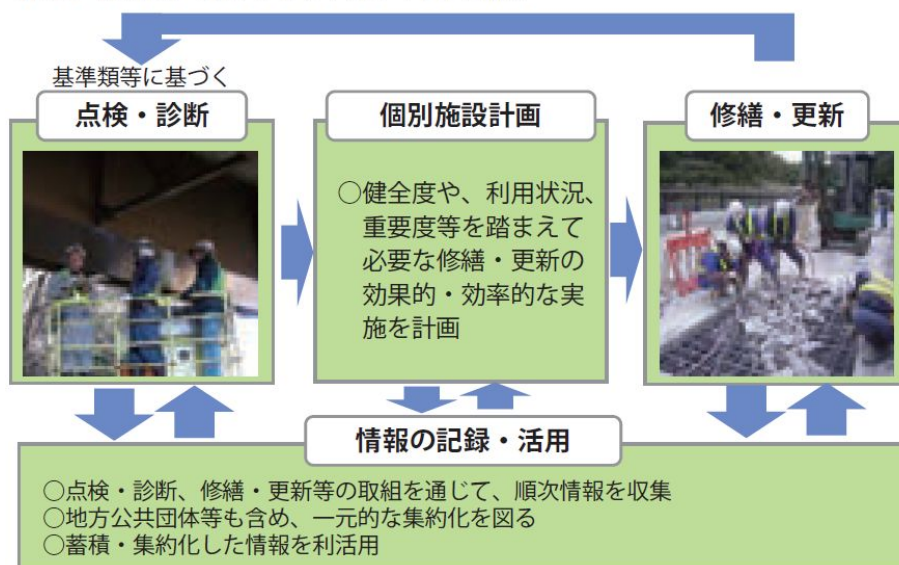 基準類等に基づく
点検・診断
個別施設計画
修繕・更新
○健全度や、利用状況、
重要度等を踏まえて
必要な修繕・更新の
効果的・効率的な実
施を計画
情報の記録・活用
○点検・診断、修繕・更新等の取組を通じて、順次情報を収集
○地方公共団体等も含め、一元的な集約化を図る
○蓄積・集約化した情報を利活用